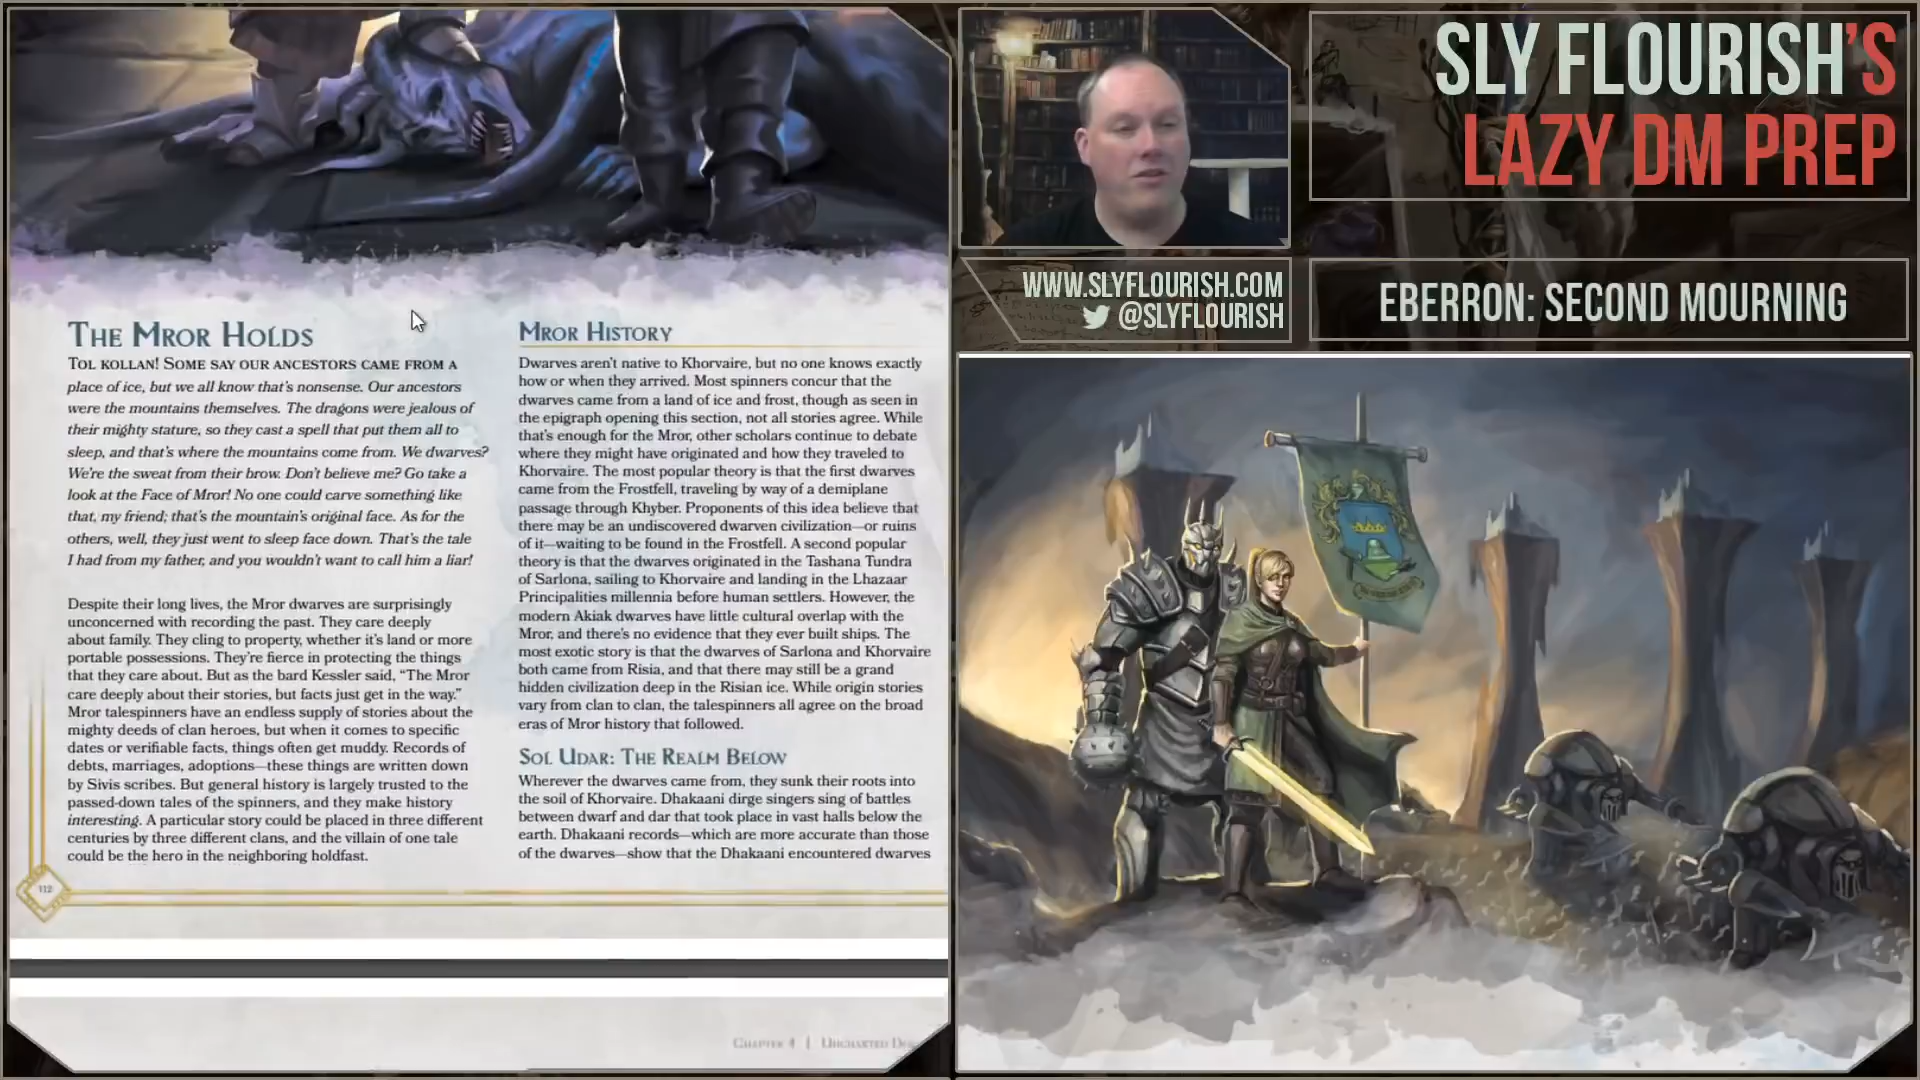 The Mror Holds
Tol kollan! Some say our ancestors came from a
place of ice, but we all know that's nonsense. Our ancestors
were the mountains themselves. The dragons were jealous of
their mighty stature, so they cast a spell that put them all to
sleep, and that's where the mountains come from. We dwarves?
We're the sweat from their brow. Don't believe me? Go take a
look at the Face of Mror! No one could carve something like
that, my friend; that's the mountain's original face. As for the
others, well, they just went to sleep face down. That's the tale
I had from my father, and you wouldn't want to call him a liar!
Despite their long lives, the Mror dwarves are surprisingly
unconcerned with recording the past. They care deeply
about family. They cling to property, whether it's land or more
portable possessions. They're fierce in protecting the things
that they care about. But as the bard Kessler said, "The Mror
care deeply about their stories, but facts just get in the way."
Mror talespinners have an endless supply of stories about the
mighty deeds of clan heroes, but when it comes to specific
dates or verifiable facts, things often get muddy. Records of
debts, marriages, adoptions—these things are written down
by Sivis scribes. But general history is largely trusted to the
passed-down tales of the spinners, and they make history
interesting. A particular story could be placed in three different
centuries by three different clans, and the villain of one tale
could be the hero in the neighboring holdfast.
112
Mror History
Dwarves aren't native to Khorvaire, but no one knows exactly
how or when they arrived. Most spinners concur that the
dwarves came from a land of ice and frost, though as seen in
the epigraph opening this section, not all stories agree. While
that's enough for the Mror, other scholars continue to debate
where they might have originated and how they traveled to
Khorvaire. The most popular theory is that the first dwarves
came from the Frostfell, traveling by way of a demiplane
passage through Khyber. Proponents of this idea believe that
there may be an undiscovered dwarven civilization—or ruins
of it—waiting to be found in the Frostfell. A second popular
theory is that the dwarves originated in the Tashana Tundra
of Sarlona, sailing to Khorvaire and landing in the Lhazaar
Principalities millennia before human settlers. However, the
modern Akiak dwarves have little cultural overlap with the
Mror, and there's no evidence that they ever built ships. The
most exotic story is that the dwarves of Sarlona and Khorvaire
both came from Risia, and that there may still be a grand
hidden civilization deep in the Risian ice. While origin stories
vary from clan to clan, the talespinners all agree on the broad
eras of Mror history that followed.
Sol Udar: The Realm Below
Wherever the dwarves came from, they sunk their roots into
the soil of Khorvaire. Dhakaani dirge singers sing of battles
between dwarf and dar that took place in vast halls below the
earth. Dhakaani records—which are more accurate than those
of the dwarves—show that the Dhakaani encountered dwarves
Chapter 4 | Uncharted
WWW.SLYFLOURISH.COM
@SLYFLOURISH
SLY FLOURISH'S
LAZY DM PREP
EBERRON: SECOND MOURNING